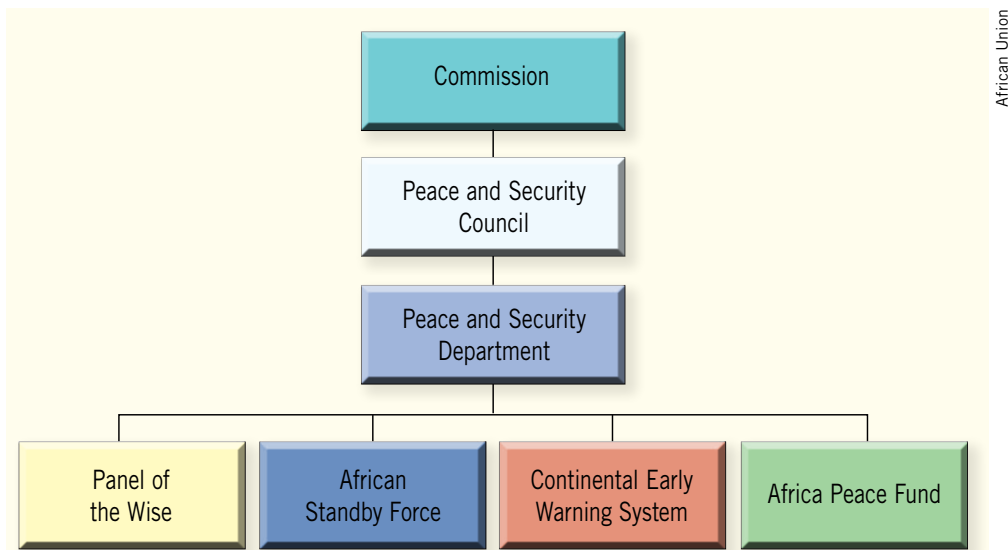 African Union
Commission
Peace and Security
Council
Peace and Security
Department
Panel of
the Wise
African
Standby Force
Continental Early
Warning System
Africa Peace Fund